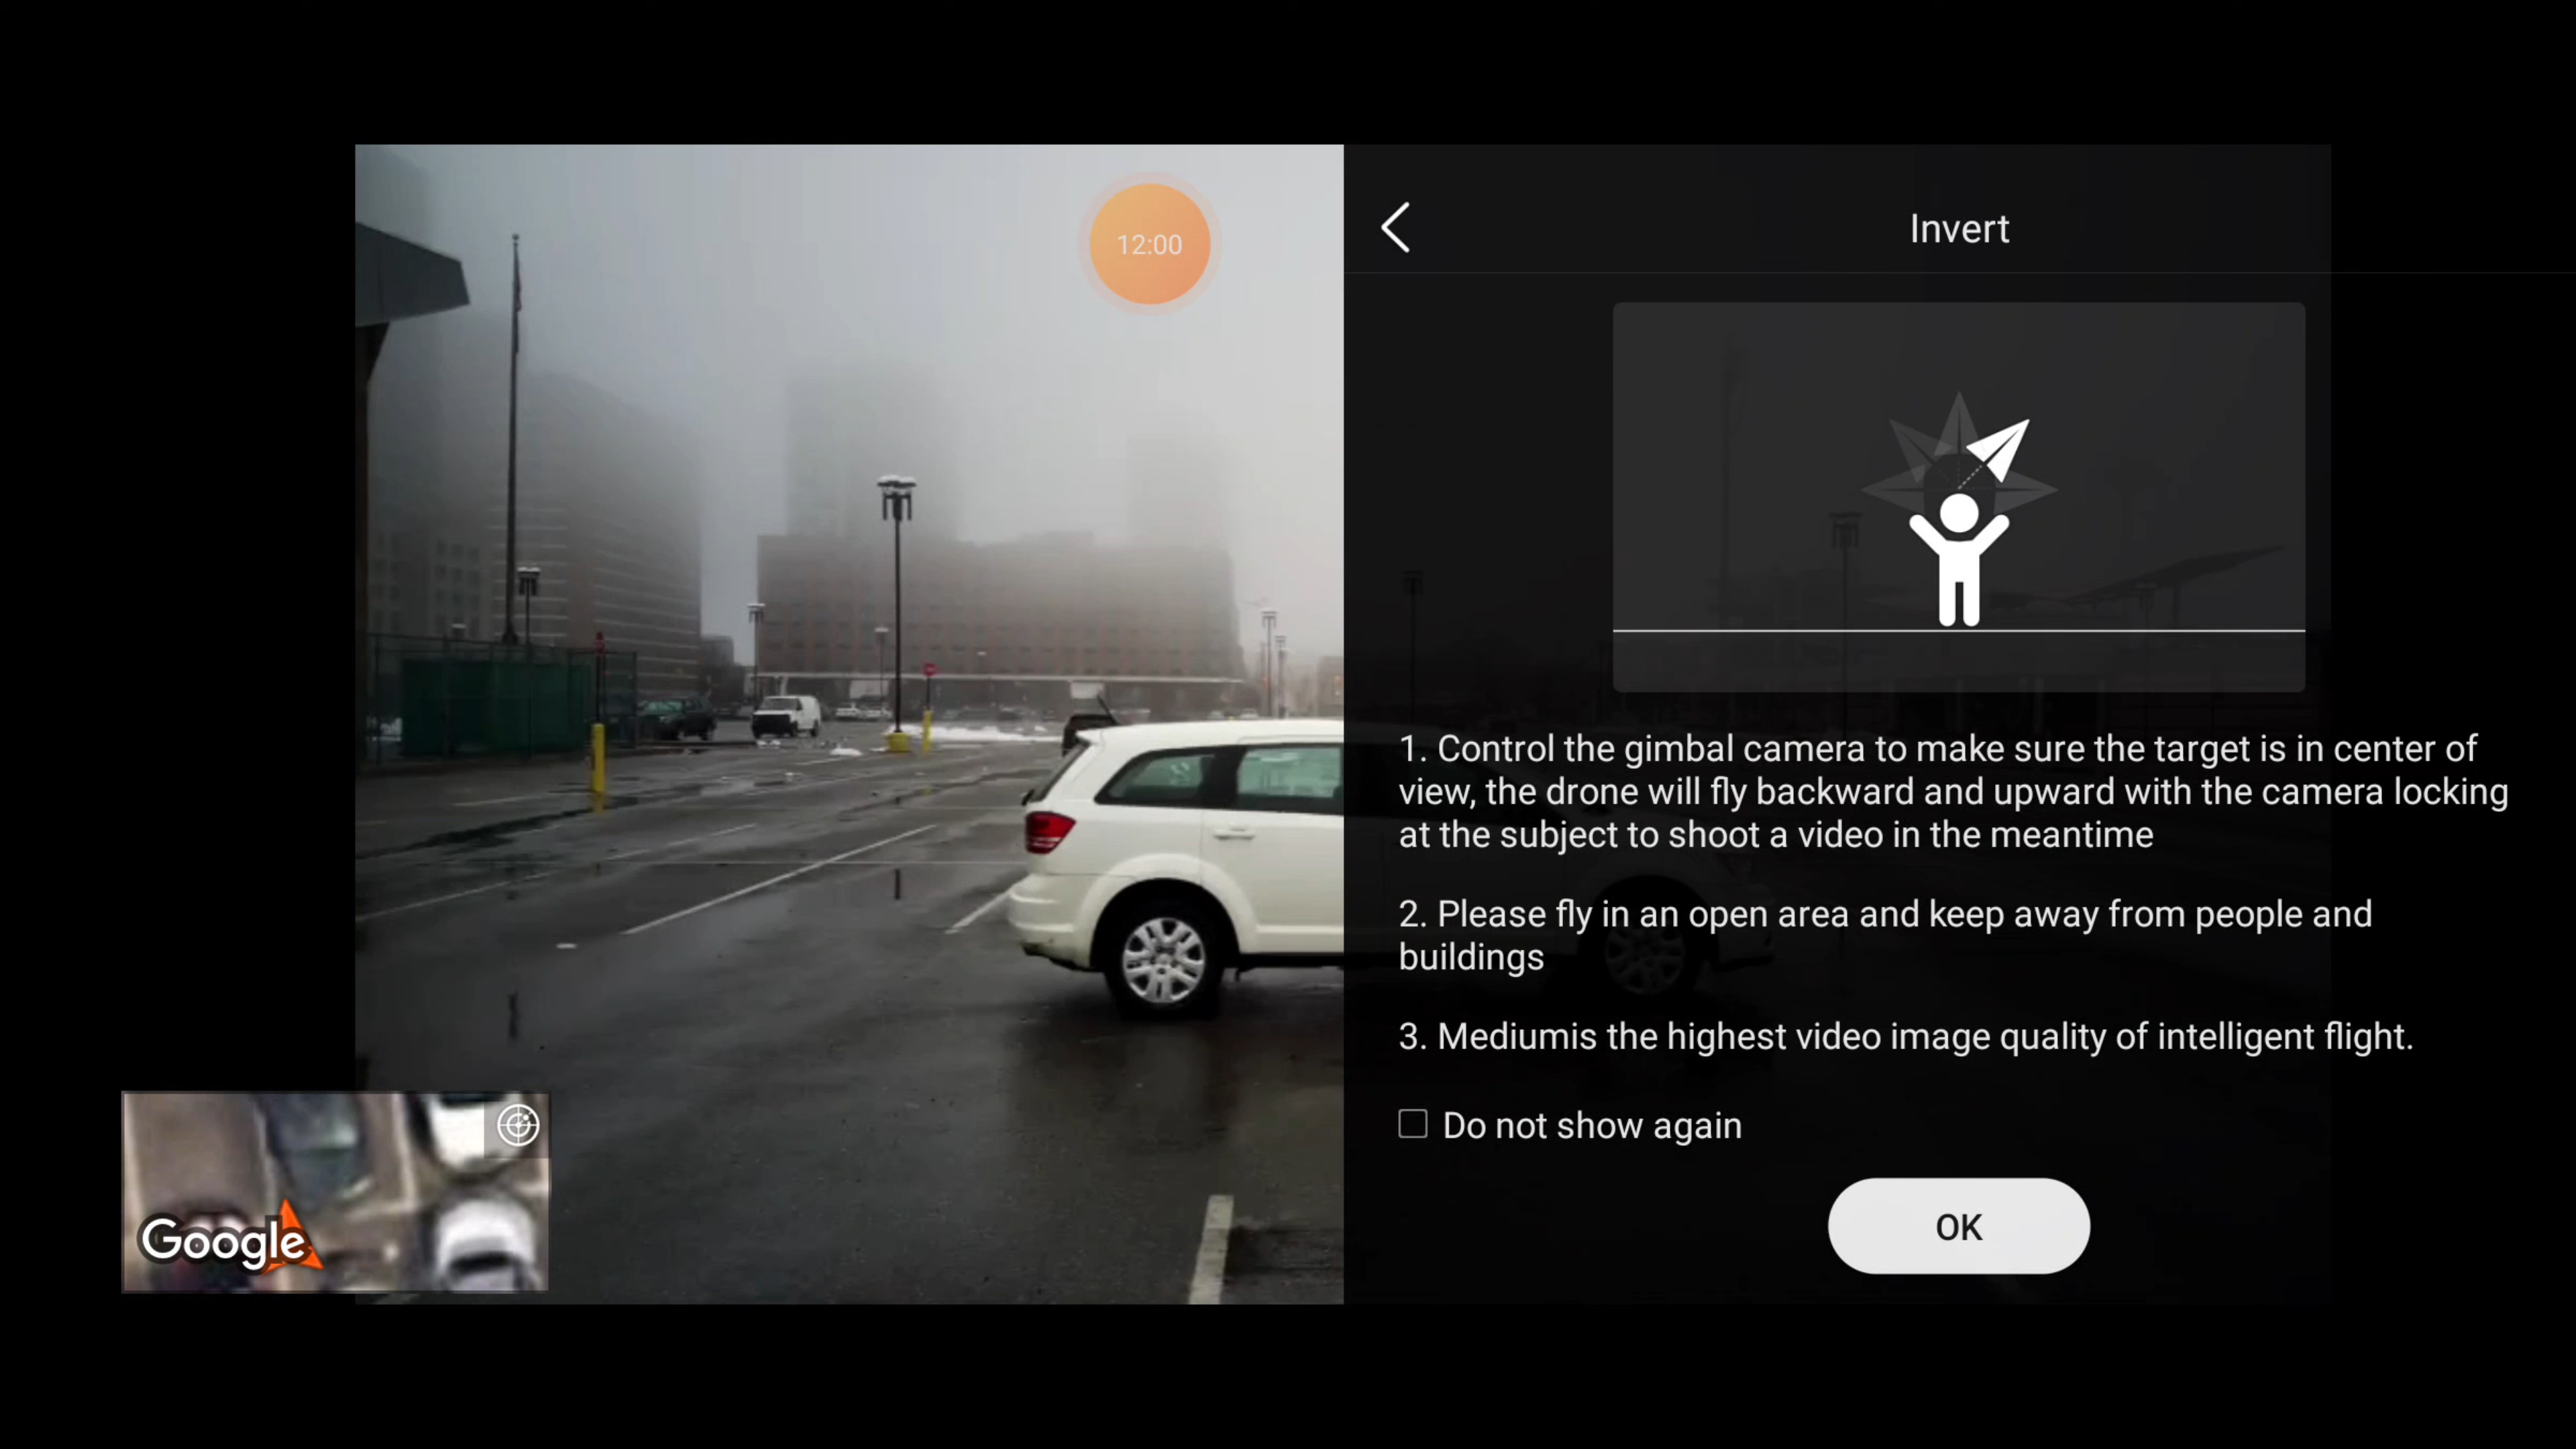 12:00
Invert
1. Control the gimbal camera to make sure the target is in center of
view, the drone will fly backward and upward with the camera locking
at the subject to shoot a video in the meantime
2. Please fly in an open area and keep away from people and
buildings
3. Mediumis the highest video image quality of intelligent flight.
Do not show again
OK
Google